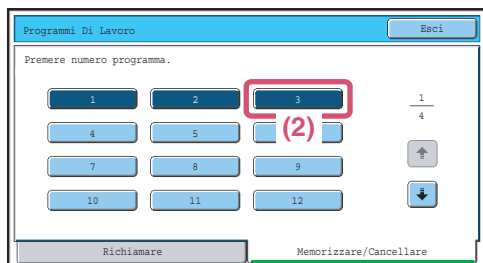 Programmi Di Lavoro
Esci
Premere numero programma.
1 2 3
1
4
(2)
4 5
7 8 9
10 11 12
Richiamare
Memorizzare/Cancellare